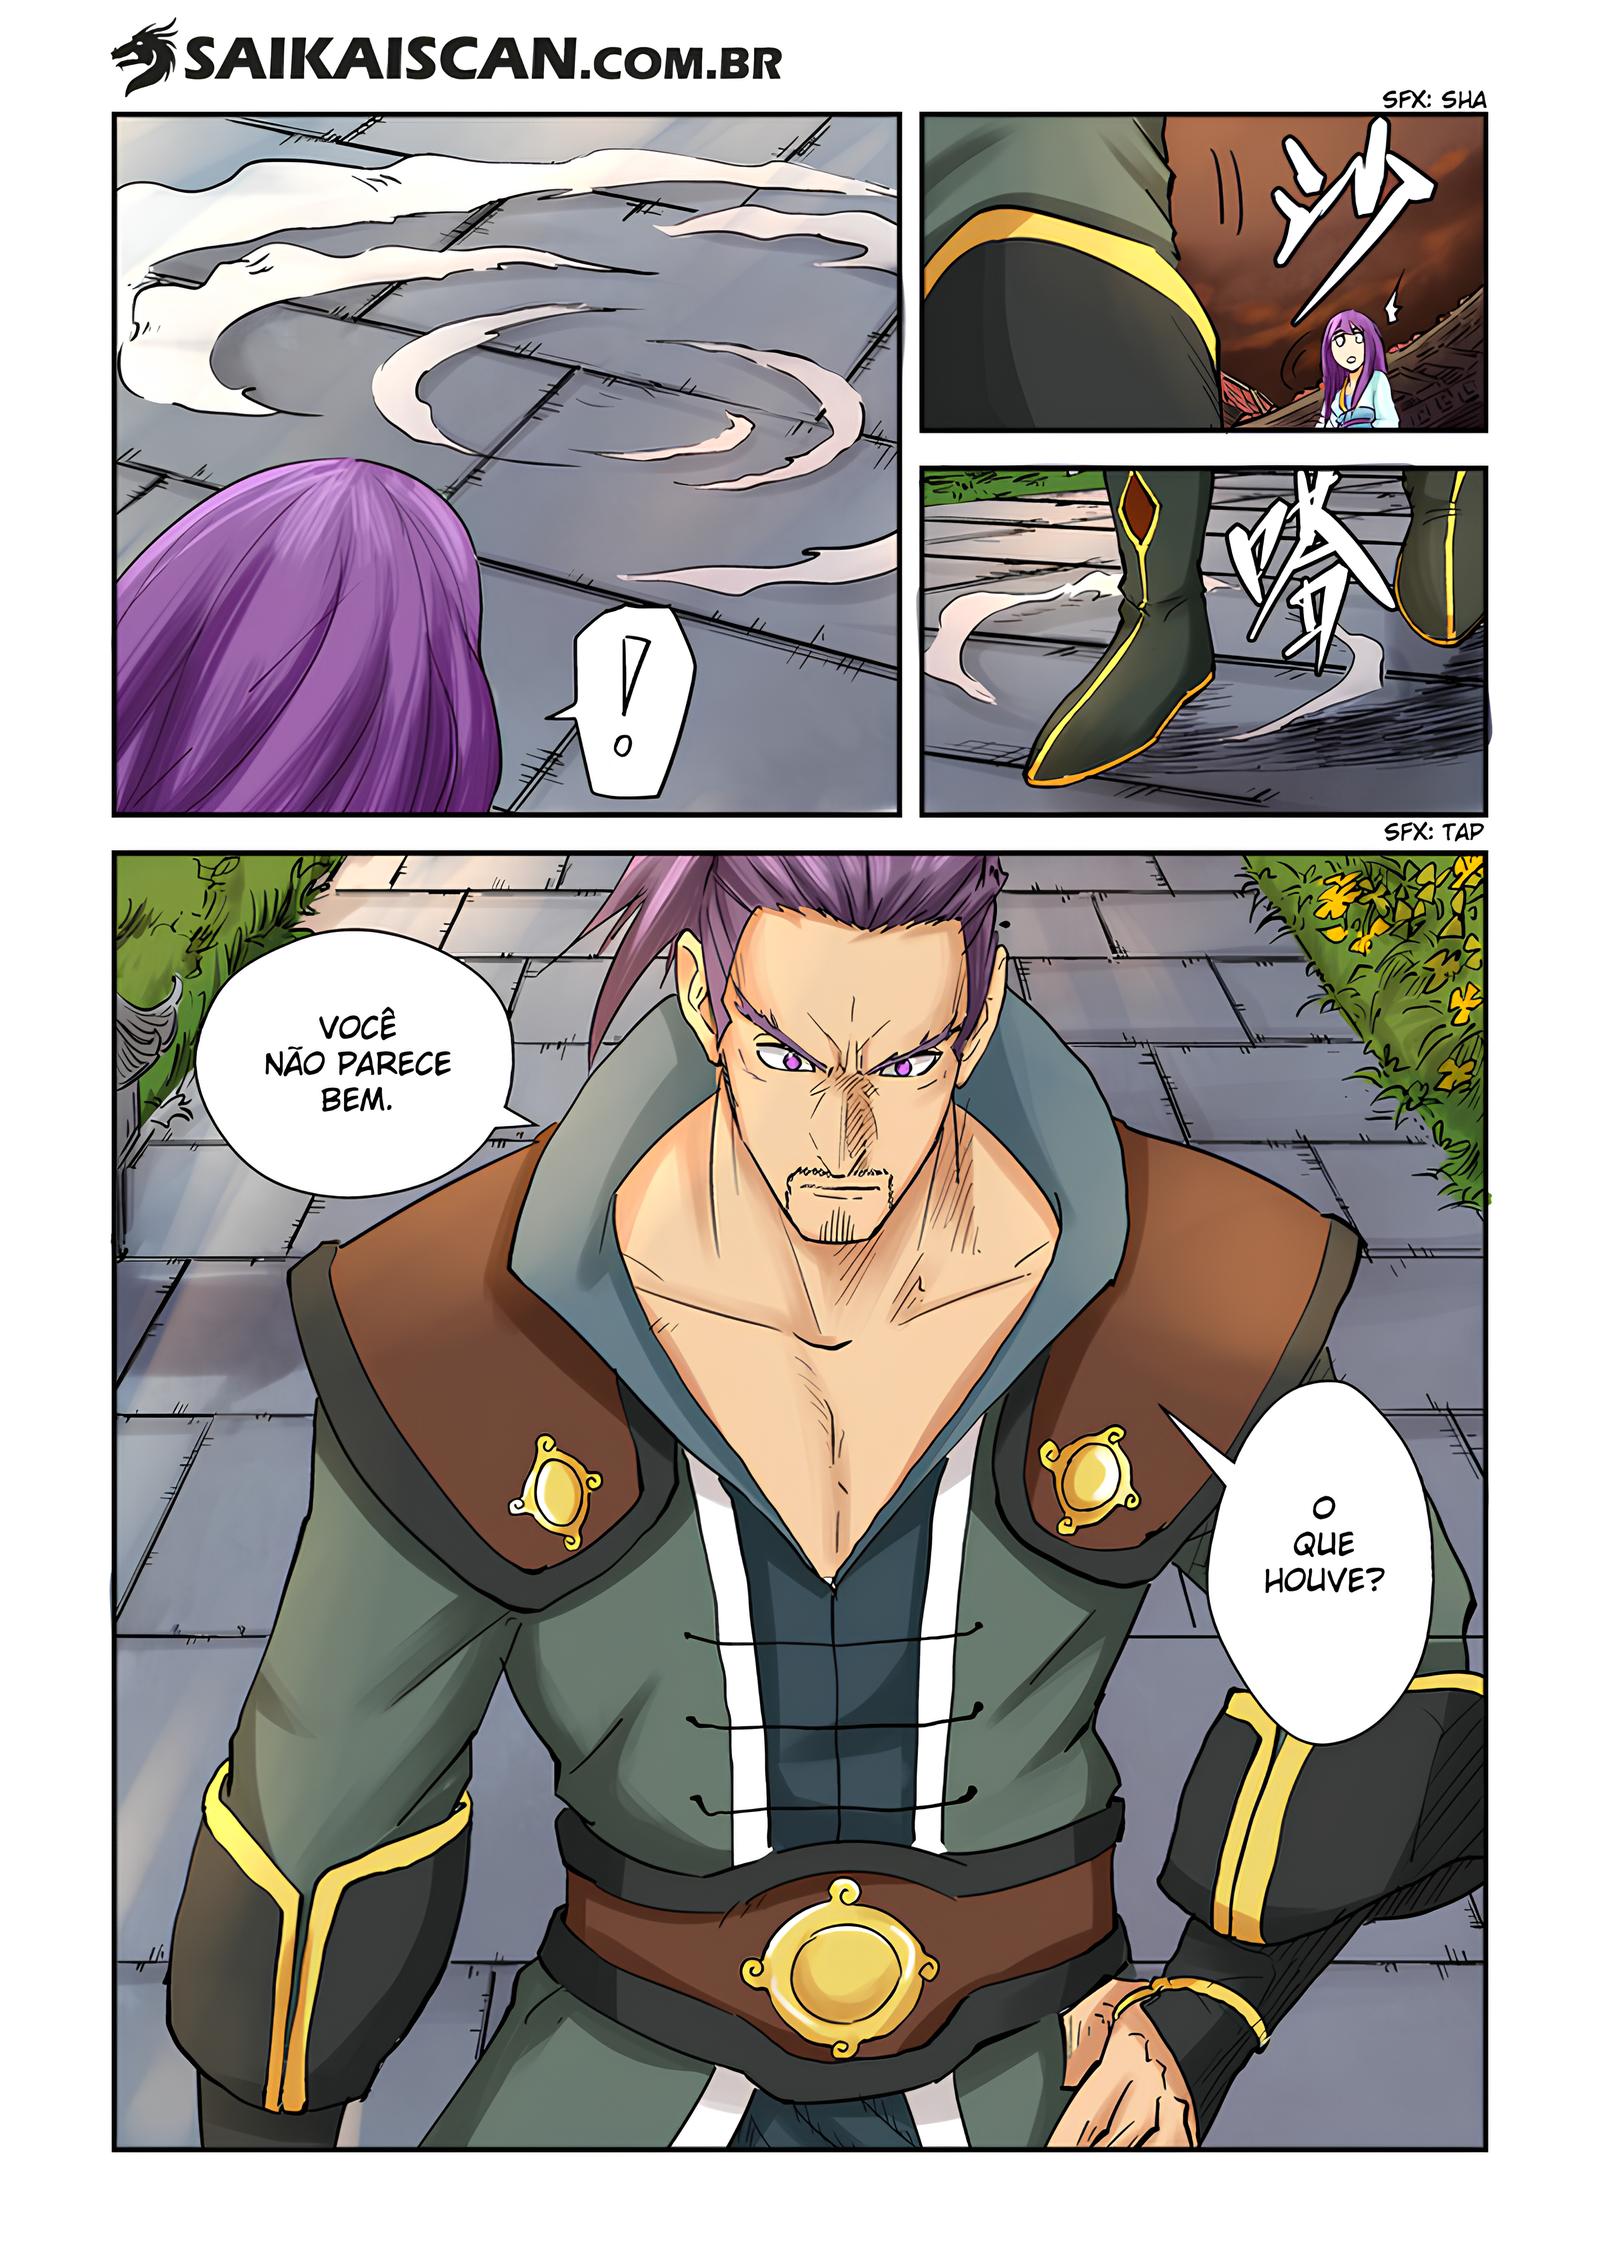 SAIKAISCAN.COM.BR
SFX: SHA
!
沙
嗒
SFX: TAP
VOCÊ
NÃO PARECE
BEM.
O
QUE
HOUVE?